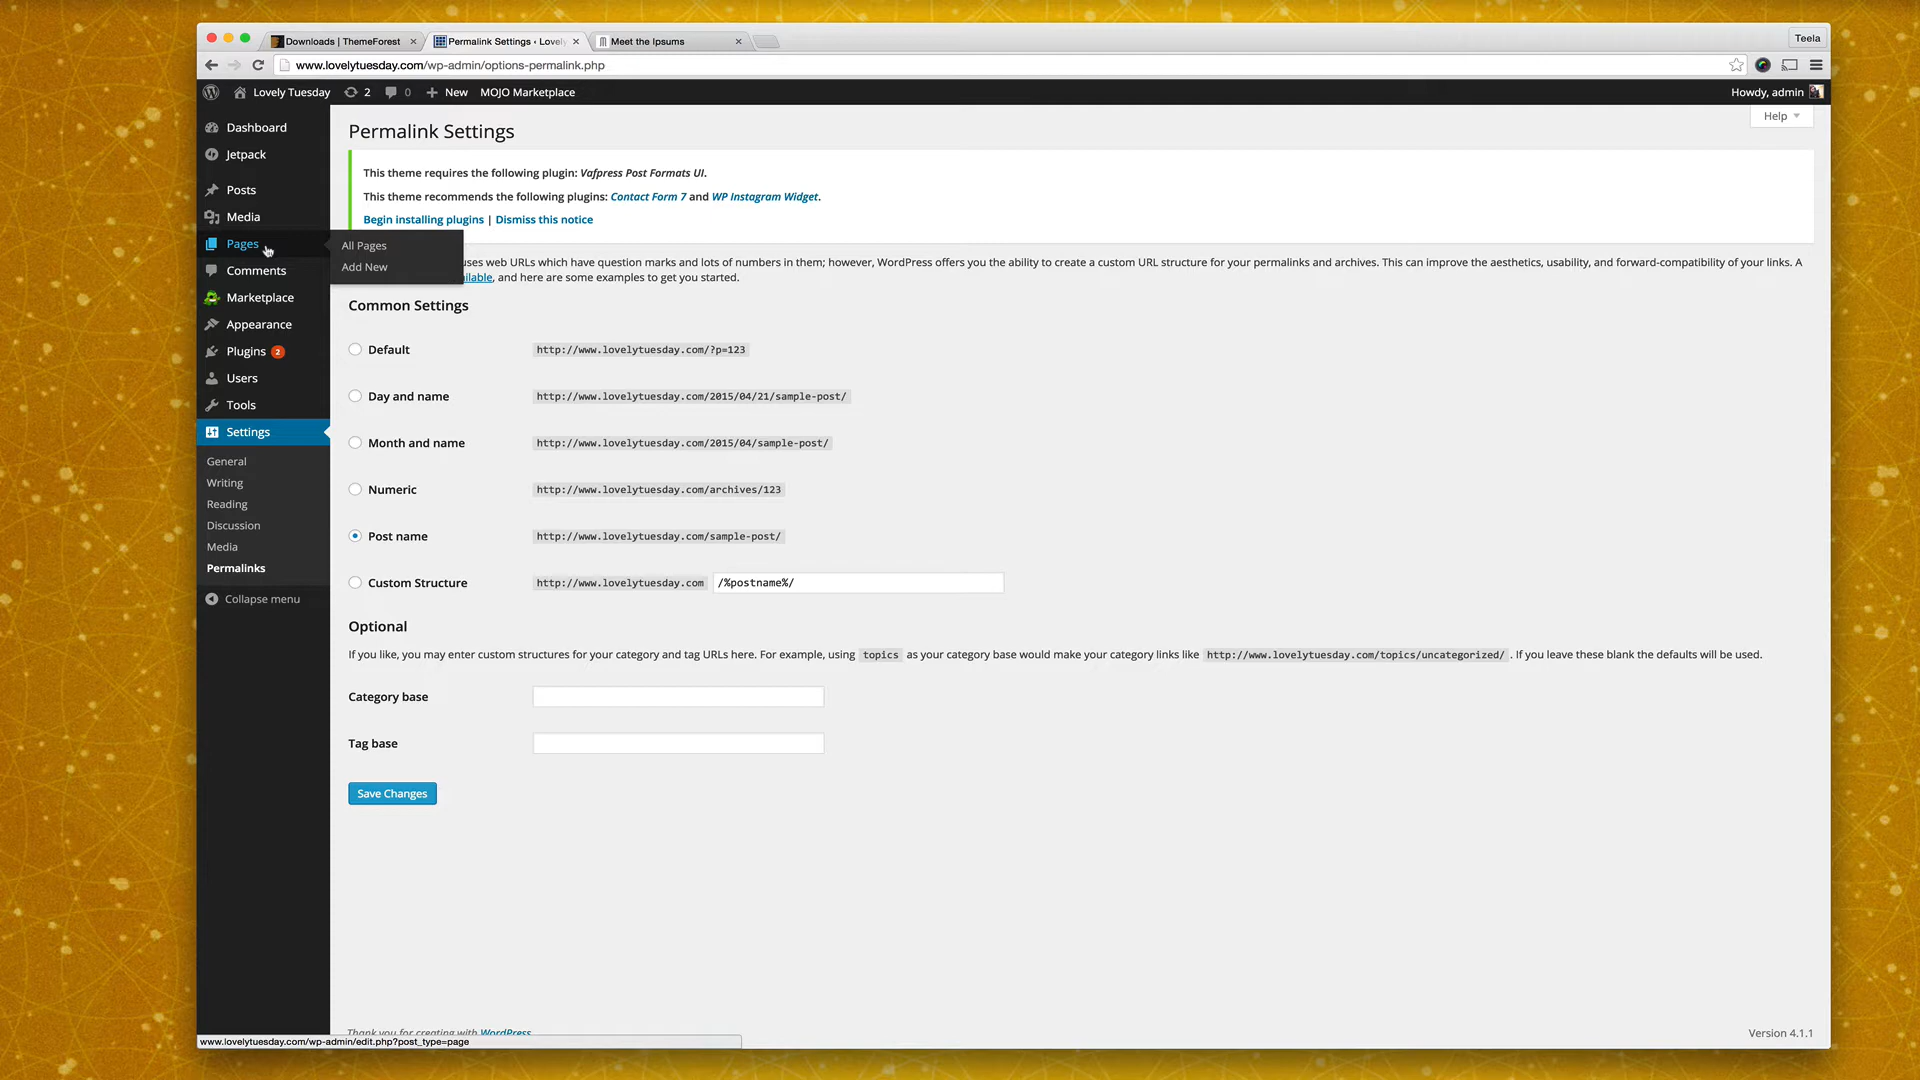 Downloads | ThemeForest
Permalink Settings ‹ Lovely
Meet the Ipsums
Teela
www.lovelytuesday.com/wp-admin/options-permalink.php
Lovely Tuesday
2
0
New
MOJO Marketplace
Howdy, admin
Dashboard
Jetpack
Posts
Media
Pages
Comments
Marketplace
Appearance
Plugins 2
Users
Tools
Settings
General
Writing
Reading
Discussion
Media
Permalinks
Collapse menu
All Pages
Add New
Permalink Settings
Help
This theme requires the following plugin: Vafpress Post Formats UI.
This theme recommends the following plugins: Contact Form 7 and WP Instagram Widget.
Begin installing plugins | Dismiss this notice
uses web URLs which have question marks and lots of numbers in them; however, WordPress offers you the ability to create a custom URL structure for your permalinks and archives. This can improve the aesthetics, usability, and forward-compatibility of your links. A
ilable, and here are some examples to get you started.
Common Settings
Default http://www.lovelytuesday.com/?p=123
Day and name http://www.lovelytuesday.com/2015/04/21/sample-post/
Month and name http://www.lovelytuesday.com/2015/04/sample-post/
Numeric http://www.lovelytuesday.com/archives/123
Post name http://www.lovelytuesday.com/sample-post/
Custom Structure http://www.lovelytuesday.com /%postname%/
Optional
If you like, you may enter custom structures for your category and tag URLs here. For example, using topics as your category base would make your category links like http://www.lovelytuesday.com/topics/uncategorized/ . If you leave these blank the defaults will be used.
Category base
Tag base
Save Changes
Thank you for creating with WordPress
Version 4.1.1
www.lovelytuesday.com/wp-admin/edit.php?post_type=page